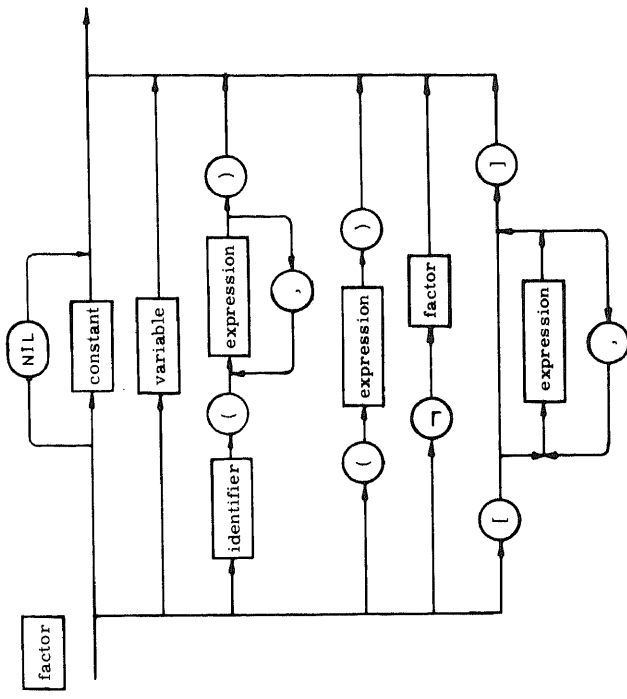 factor
NIL
constant
variable
identifier ( expression )
,
( expression )
¬ factor
[ ]
expression
,